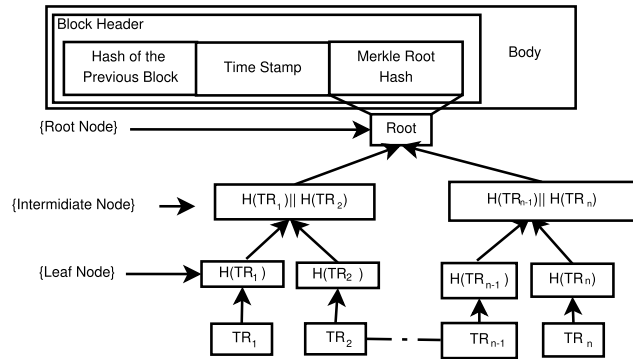 Block Header
Hash of the
Previous Block
Time Stamp
Merkle Root
Hash
Body
{Root Node}
Root
{Intermidiate Node}
H(TR1)|| H(TR2)
H(TRn-1)|| H(TRn)
{Leaf Node}
H(TR1)
H(TR2)
H(TRn-1)
H(TRn)
TR1
TR2
TRn-1
TRn